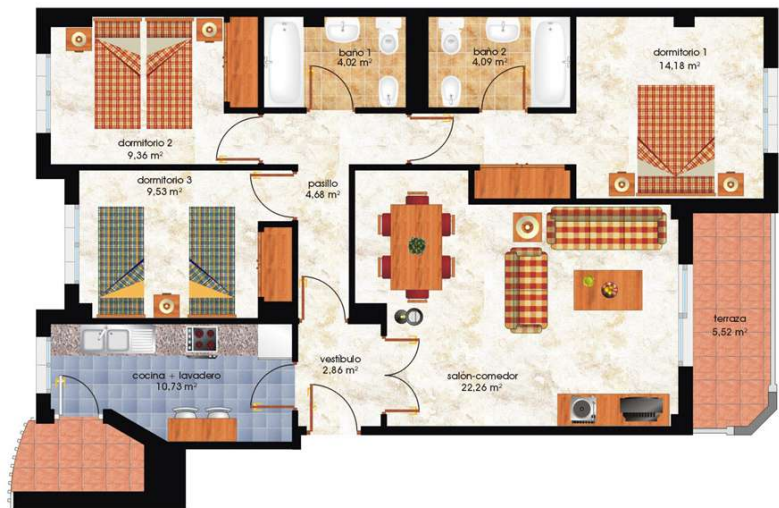 baño 1
4,02 m²
baño 2
4,09 m²
dormitorio 1
14,18 m²
dormitorio 2
9,36 m²
dormitorio 3
9,53 m²
pasillo
4,68 m²
terraza
5,52 m²
vestíbulo
2,86 m²
cocina + lavadero
10,73 m²
salón-comedor
22,26 m²